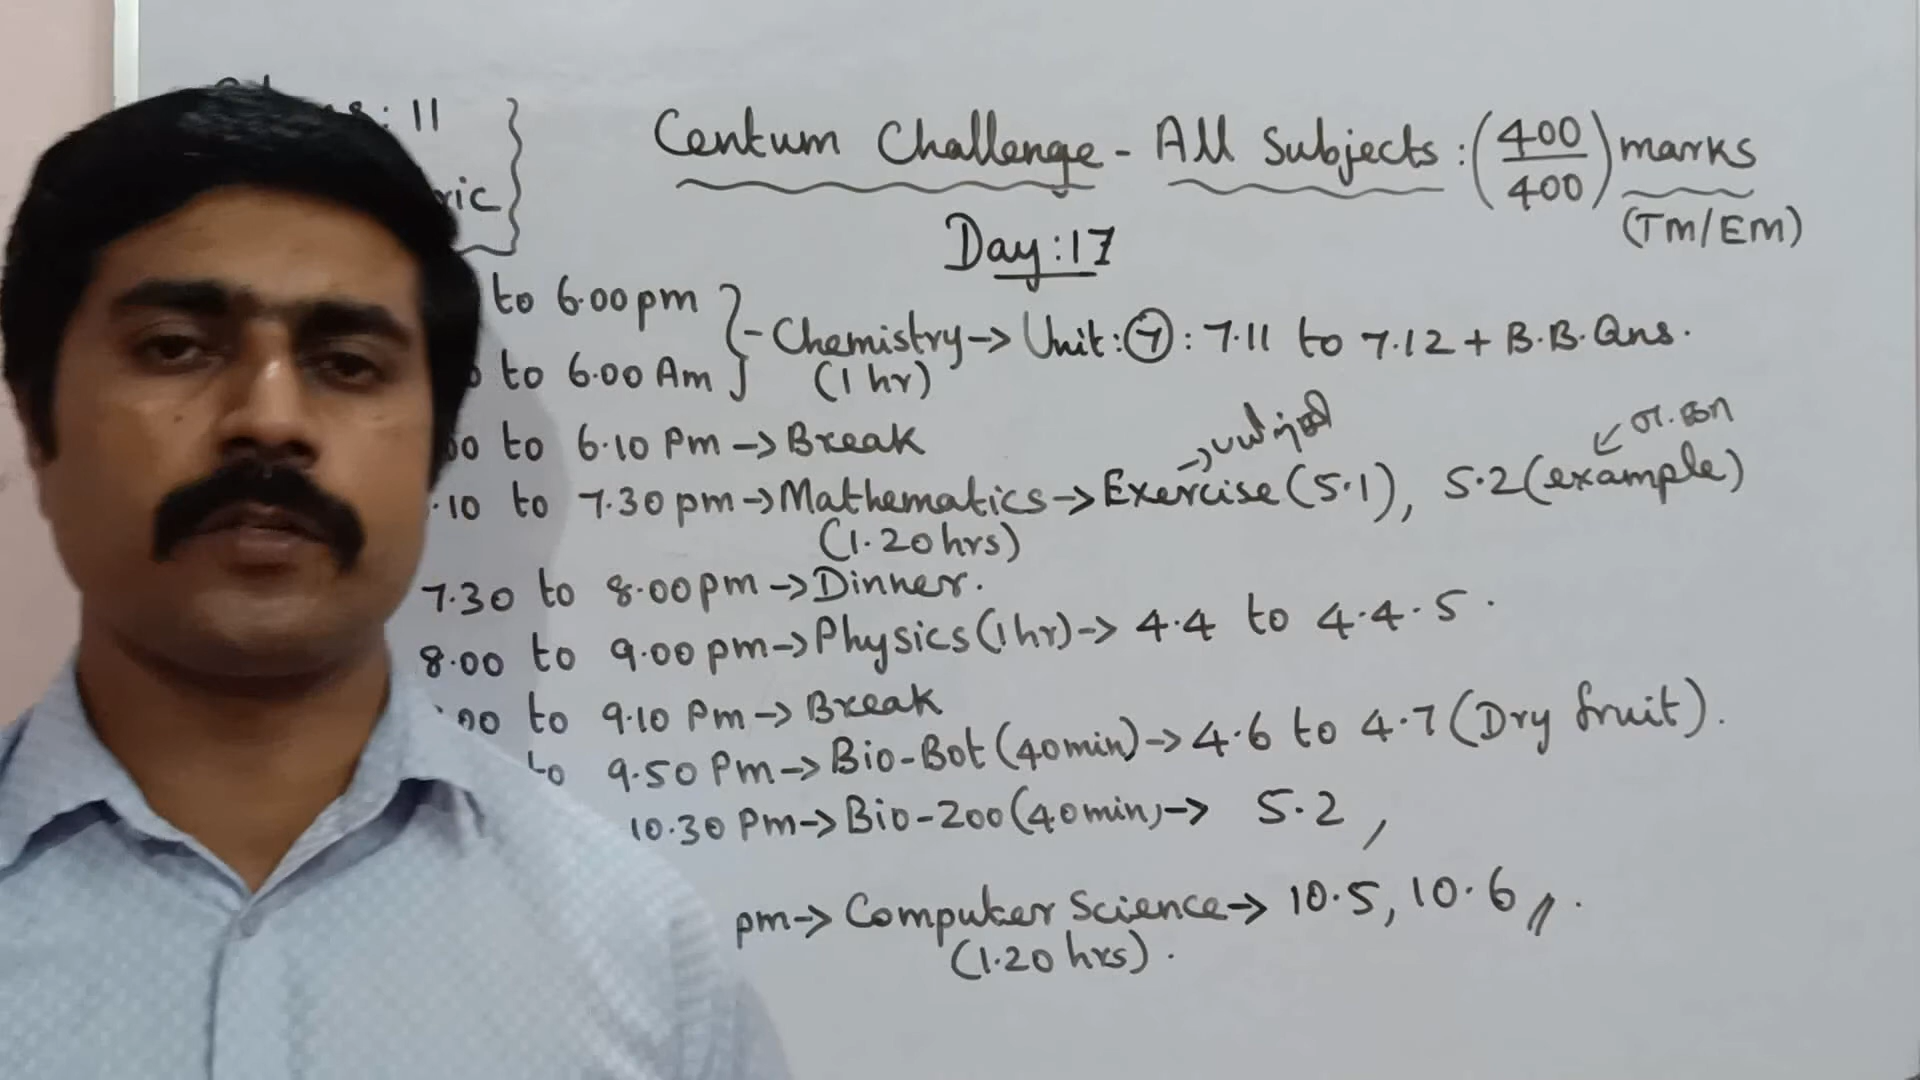 : 11
ric
Centum Challenge - All Subjects : (400/400) marks
(TM/EM)
Day : 17
to 6.00 pm
to 6.00 Am
- Chemistry -> Unit : 7 : 7.11 to 7.12 + B.B. Qns.
(1 hr)
to 6.10 Pm -> Break
-> பயிற்சி
எ.கா
.10 to 7.30 pm -> Mathematics -> Exercise (5.1), 5.2 (example)
(1.20 hrs)
7.30 to 8.00 pm -> Dinner.
8.00 to 9.00 pm -> Physics (1 hr) -> 4.4 to 4.4.5.
to 9.10 Pm -> Break
to 9.50 Pm -> Bio-Bot (40 min) -> 4.6 to 4.7 (Dry fruit).
10.30 Pm -> Bio-Zoo (40 min) -> 5.2,
pm -> Computer Science -> 10.5, 10.6
(1.20 hrs).